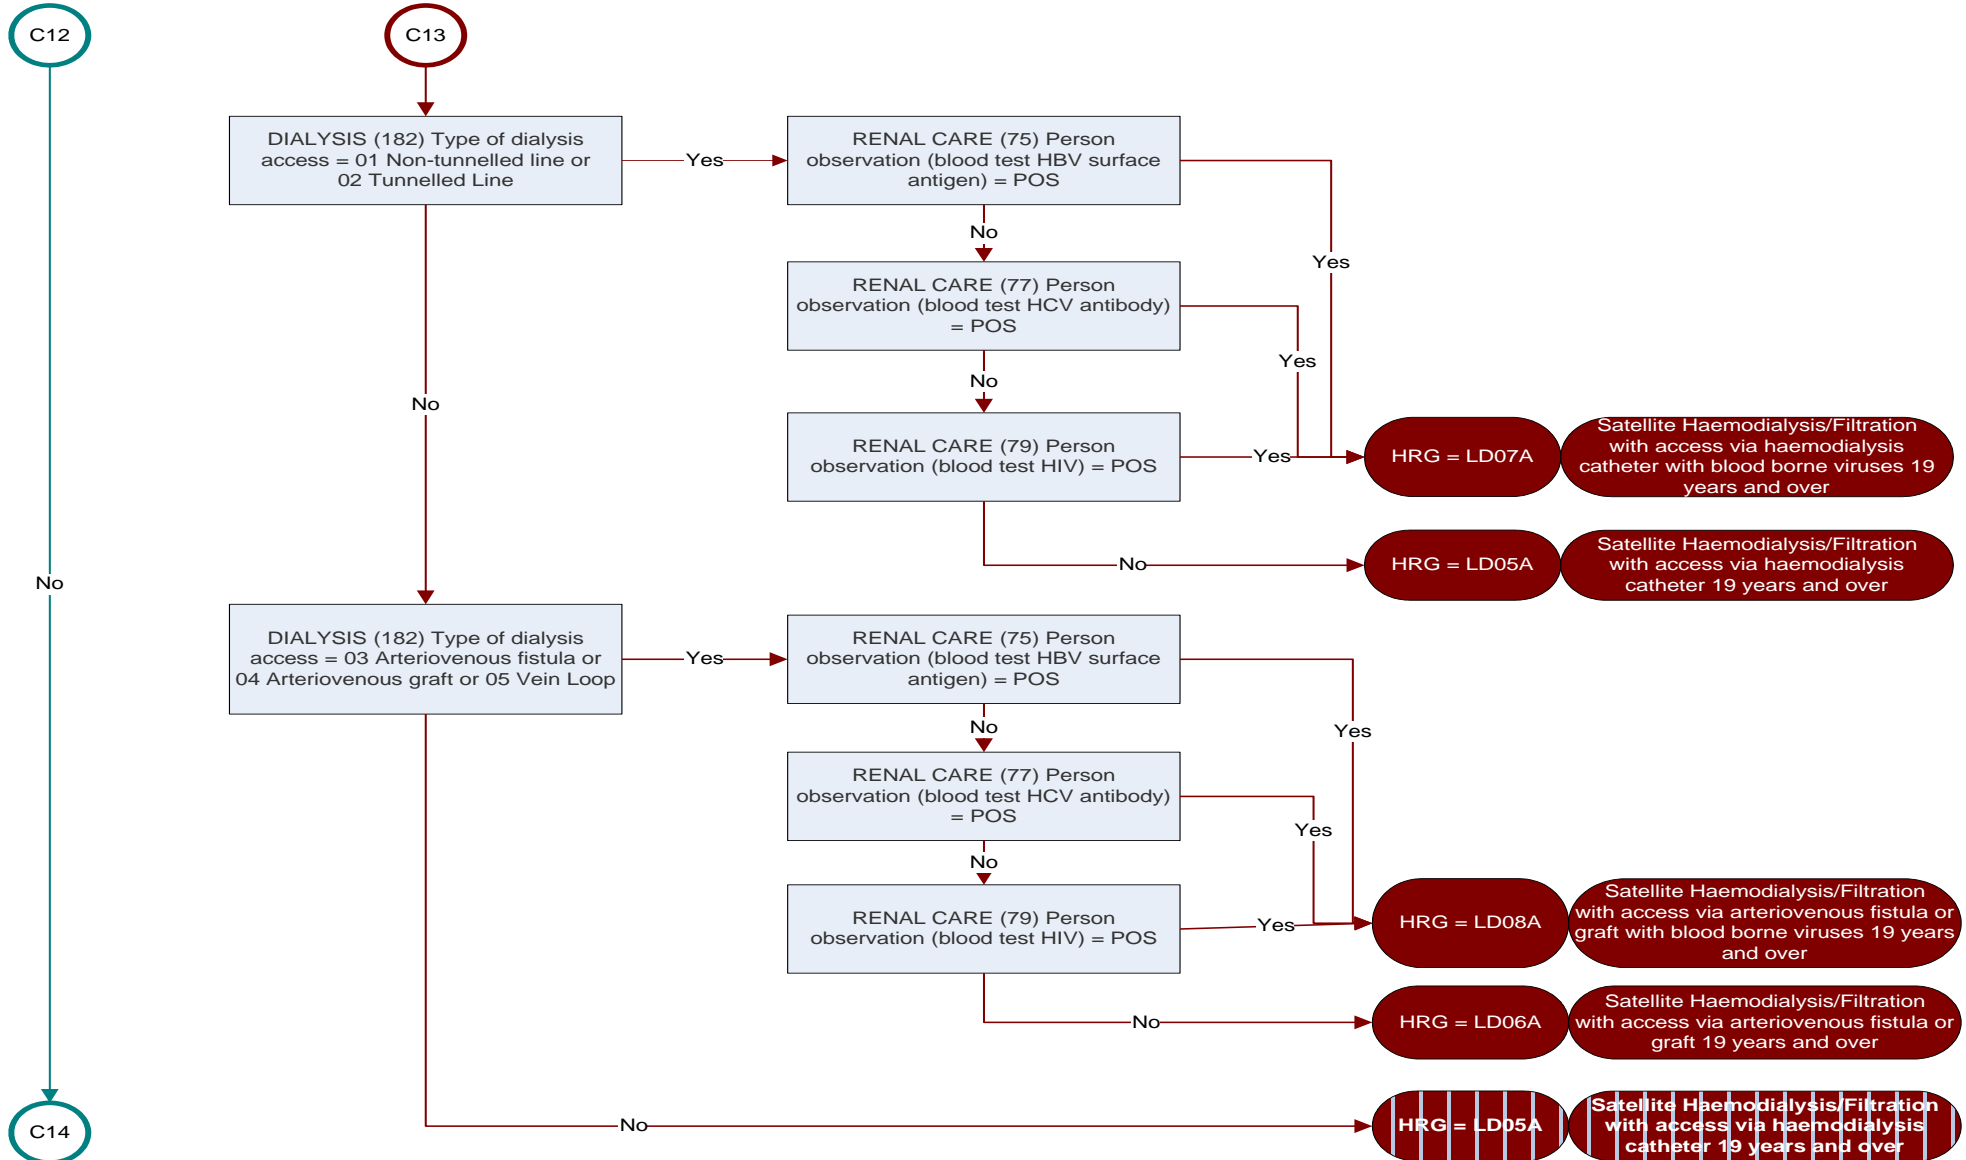 C12
C13
DIALYSIS (182) Type of dialysis
access = 01 Non-tunnelled line or
02 Tunnelled Line
Yes
RENAL CARE (75) Person
observation (blood test HBV surface
antigen) = POS
No
Yes
RENAL CARE (77) Person
observation (blood test HCV antibody)
= POS
Yes
No
No
RENAL CARE (79) Person
observation (blood test HIV) = POS
Yes
HRG = LD07A
Satellite Haemodialysis/Filtration
with access via haemodialysis
catheter with blood borne viruses 19
years and over
No
HRG = LD05A
Satellite Haemodialysis/Filtration
with access via haemodialysis
catheter 19 years and over
No
DIALYSIS (182) Type of dialysis
access = 03 Arteriovenous fistula or
04 Arteriovenous graft or 05 Vein Loop
Yes
RENAL CARE (75) Person
observation (blood test HBV surface
antigen) = POS
No
Yes
RENAL CARE (77) Person
observation (blood test HCV antibody)
= POS
Yes
No
RENAL CARE (79) Person
observation (blood test HIV) = POS
Yes
HRG = LD08A
Satellite Haemodialysis/Filtration
with access via arteriovenous fistula or
graft with blood borne viruses 19 years
and over
No
HRG = LD06A
Satellite Haemodialysis/Filtration
with access via arteriovenous fistula or
graft 19 years and over
C14
No
HRG = LD05A
Satellite Haemodialysis/Filtration
with access via haemodialysis
catheter 19 years and over